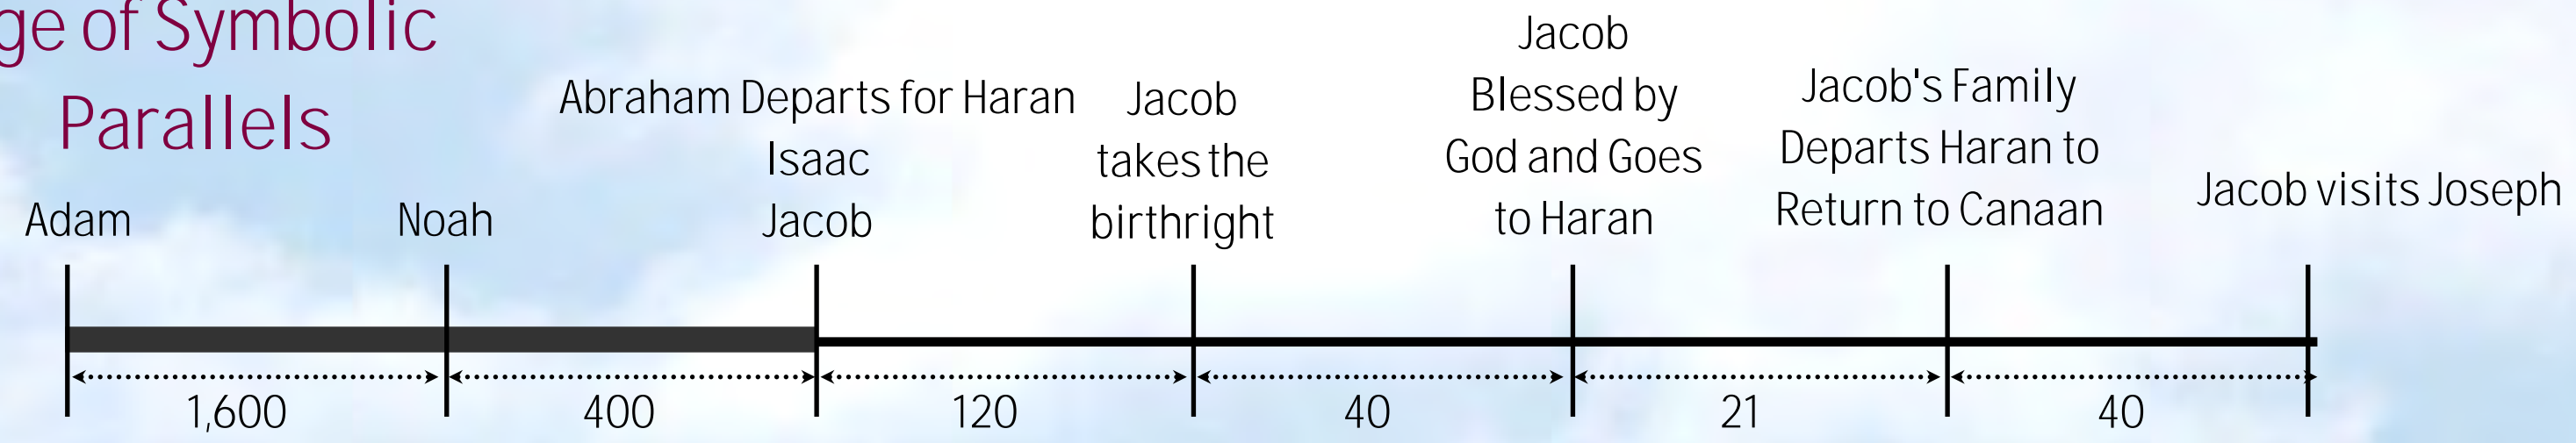 ge of Symbolic
Parallels
Adam
Noah
Abraham Departs for Haran
Isaac
Jacob
Jacob
takes the
birthright
Jacob
Blessed by
God and Goes
to Haran
Jacob's Family
Departs Haran to
Return to Canaan
Jacob visits Joseph
1,600
400
120
40
21
40